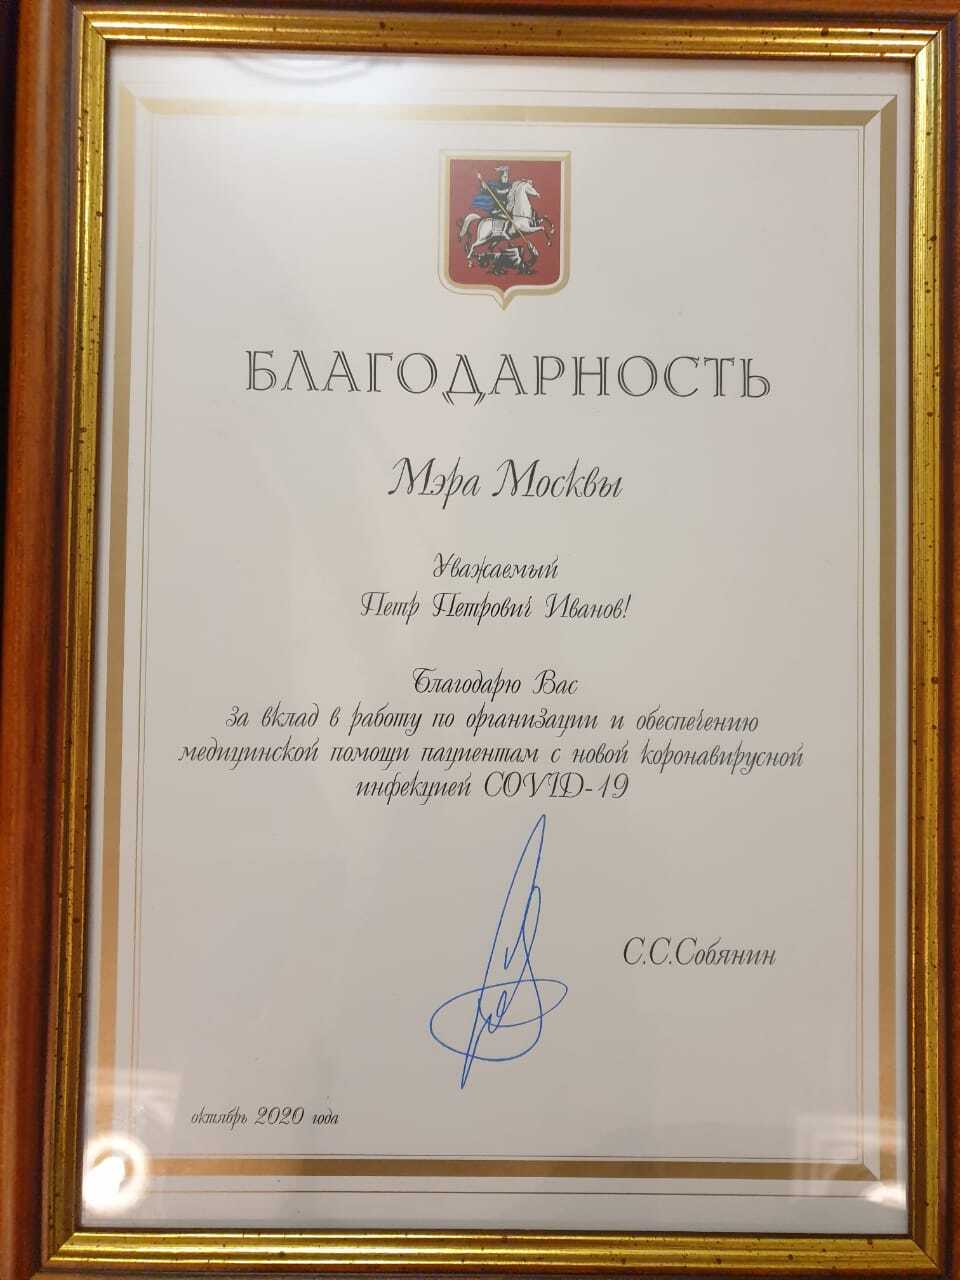 БЛАГОДАРНОСТЬ
Мэра Москвы
Уважаемый
Петр Петрович Иванов!
Благодарю Вас
за вклад в работу по организации и обеспечению
медицинской помощи пациентам с новой коронавирусной
инфекцией COVID-19
С.С.Собянин
октябрь 2020 года